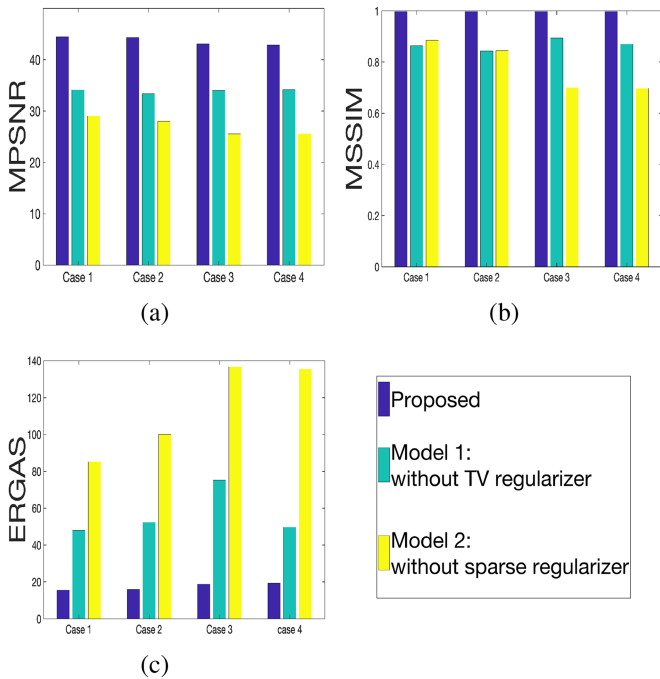 MPSNR
40
30
20
10
0
Case 1 Case 2 Case 3 Case 4
(a)
MSSIM
1
0.8
0.6
0.4
0.2
0
Case 1 Case 2 Case 3 Case 4
(b)
ERGAS
140
120
100
80
60
40
20
0
Case 1 Case 2 Case 3 case 4
(c)
Proposed
Model 1:
without TV regularizer
Model 2:
without sparse regularizer